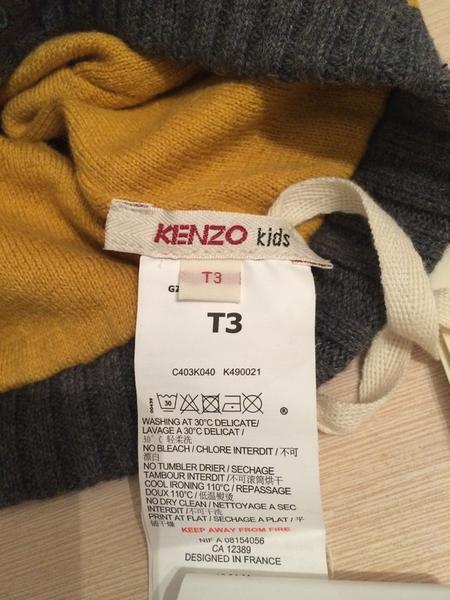 KENZO kids
T3
T3
C403K040 K490021
00439
30
®
WASHING AT 30°C DELICATE/
LAVAGE A 30°C DELICAT /
30°C 轻柔洗
NO BLEACH / CHLORE INTERDIT / 不可
漂白
NO TUMBLER DRIER / SECHAGE
TAMBOUR INTERDIT /不可滚筒烘干
COOL IRONING 110°C / REPASSAGE
DOUX 110°C / 低温熨烫
NO DRY CLEAN / NETTOYAGE A SEC
INTERDIT /不可干洗
PRINT AT FLAT / SECHAGE A PLAT / 平
铺干燥
KEEP AWAY FROM FIRE
NIF A 08154056
CA 12389
DESIGNED IN FRANCE